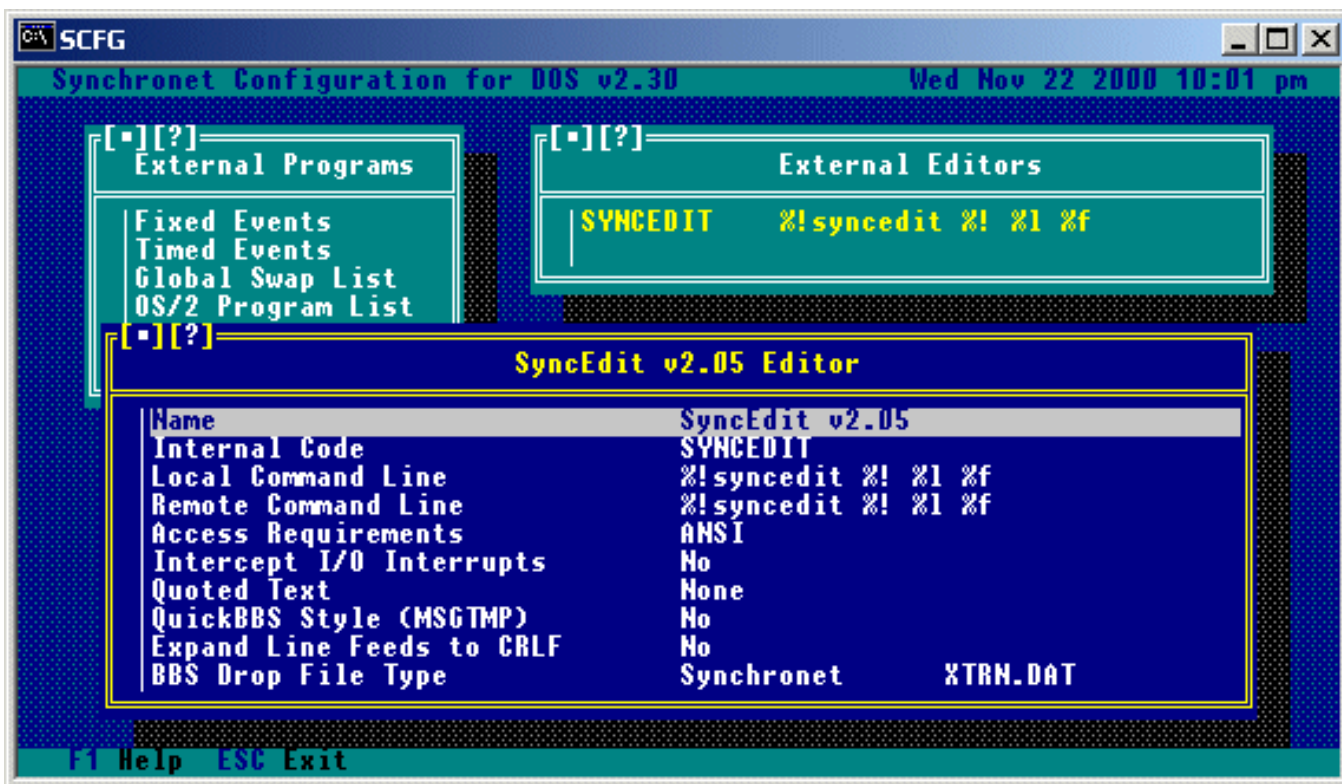 SCFG
Synchronet Configuration for DOS v2.30 Wed Nov 22 2000 10:01 pm
[▪][?]
External Programs
Fixed Events
Timed Events
Global Swap List
OS/2 Program List
[▪][?]
External Editors
SYNCEDIT %!syncedit %! %l %f
[▪][?]
SyncEdit v2.05 Editor
Name SyncEdit v2.05
Internal Code SYNCEDIT
Local Command Line %!syncedit %! %l %f
Remote Command Line %!syncedit %! %l %f
Access Requirements ANSI
Intercept I/O Interrupts No
Quoted Text None
QuickBBS Style (MSGTMP) No
Expand Line Feeds to CRLF No
BBS Drop File Type Synchronet XTRN.DAT
F1 Help ESC Exit